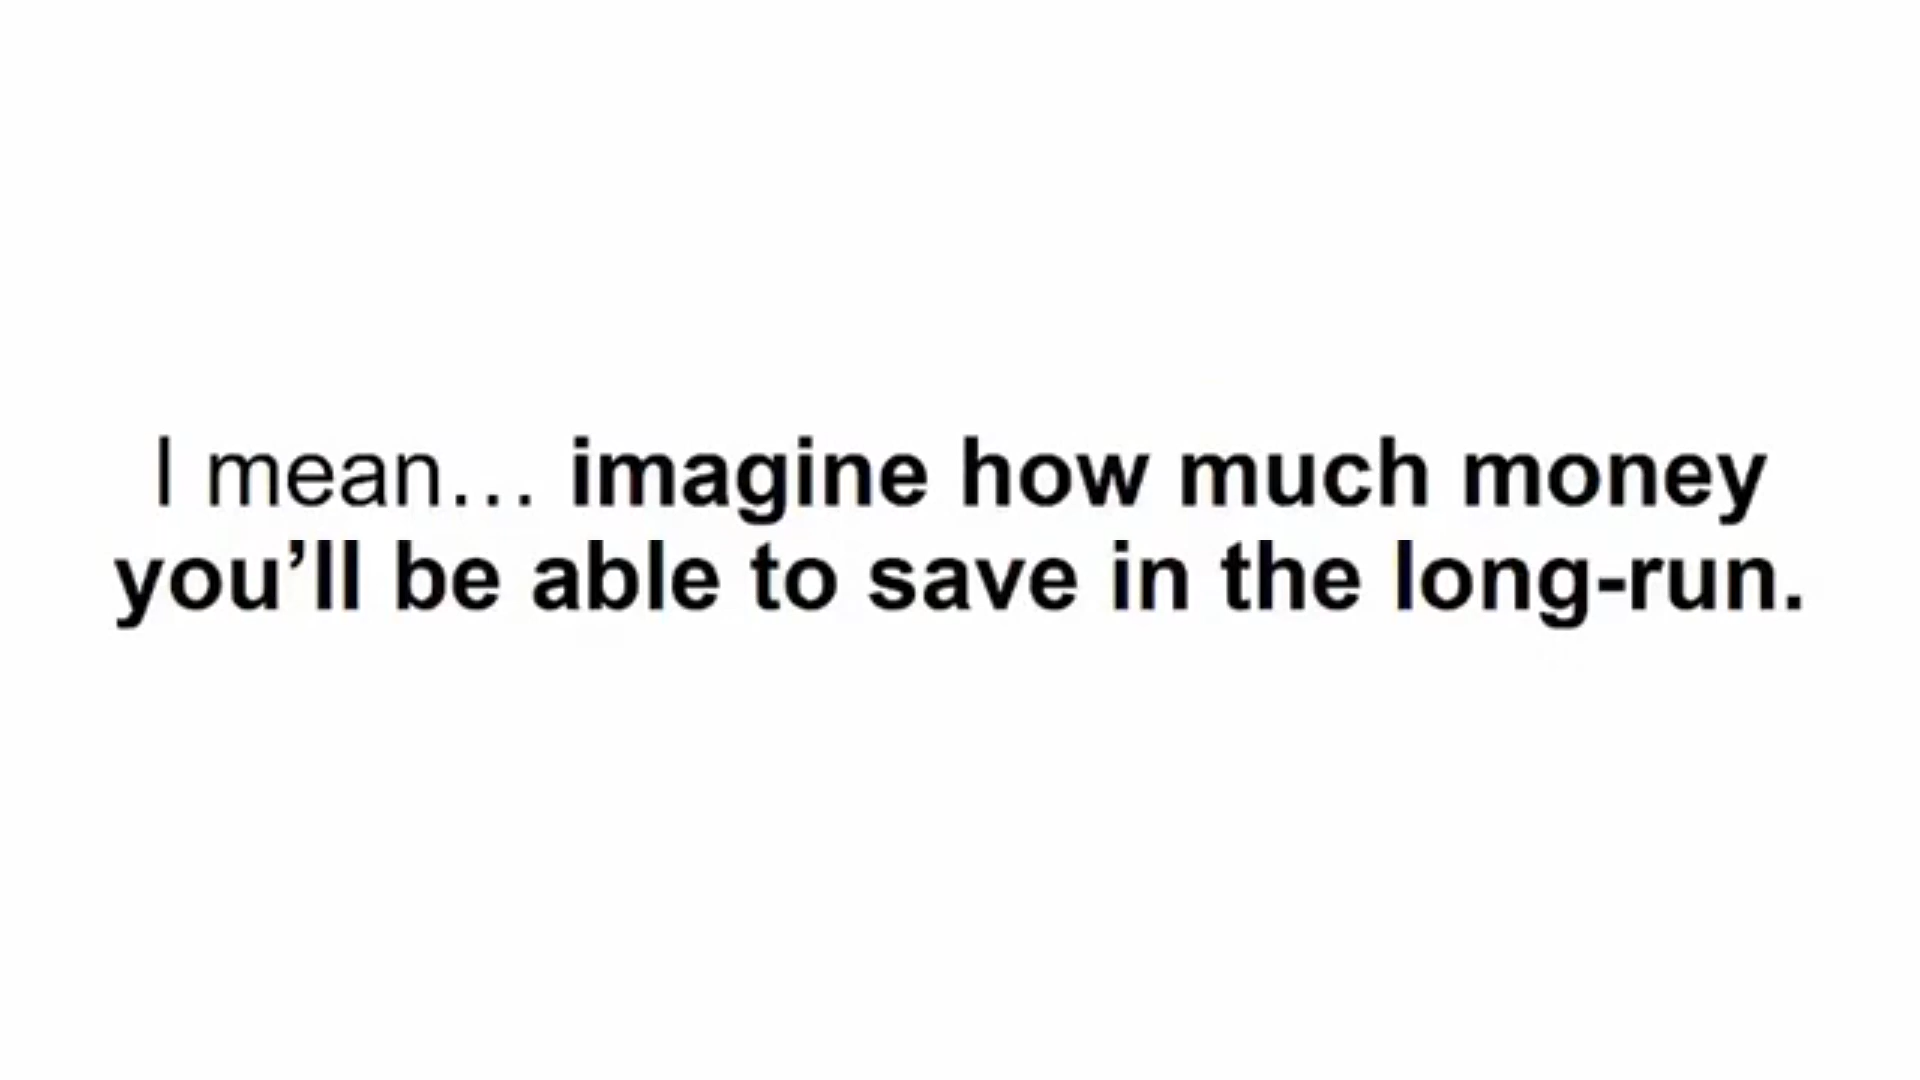 I mean… imagine how much money
you’ll be able to save in the long-run.